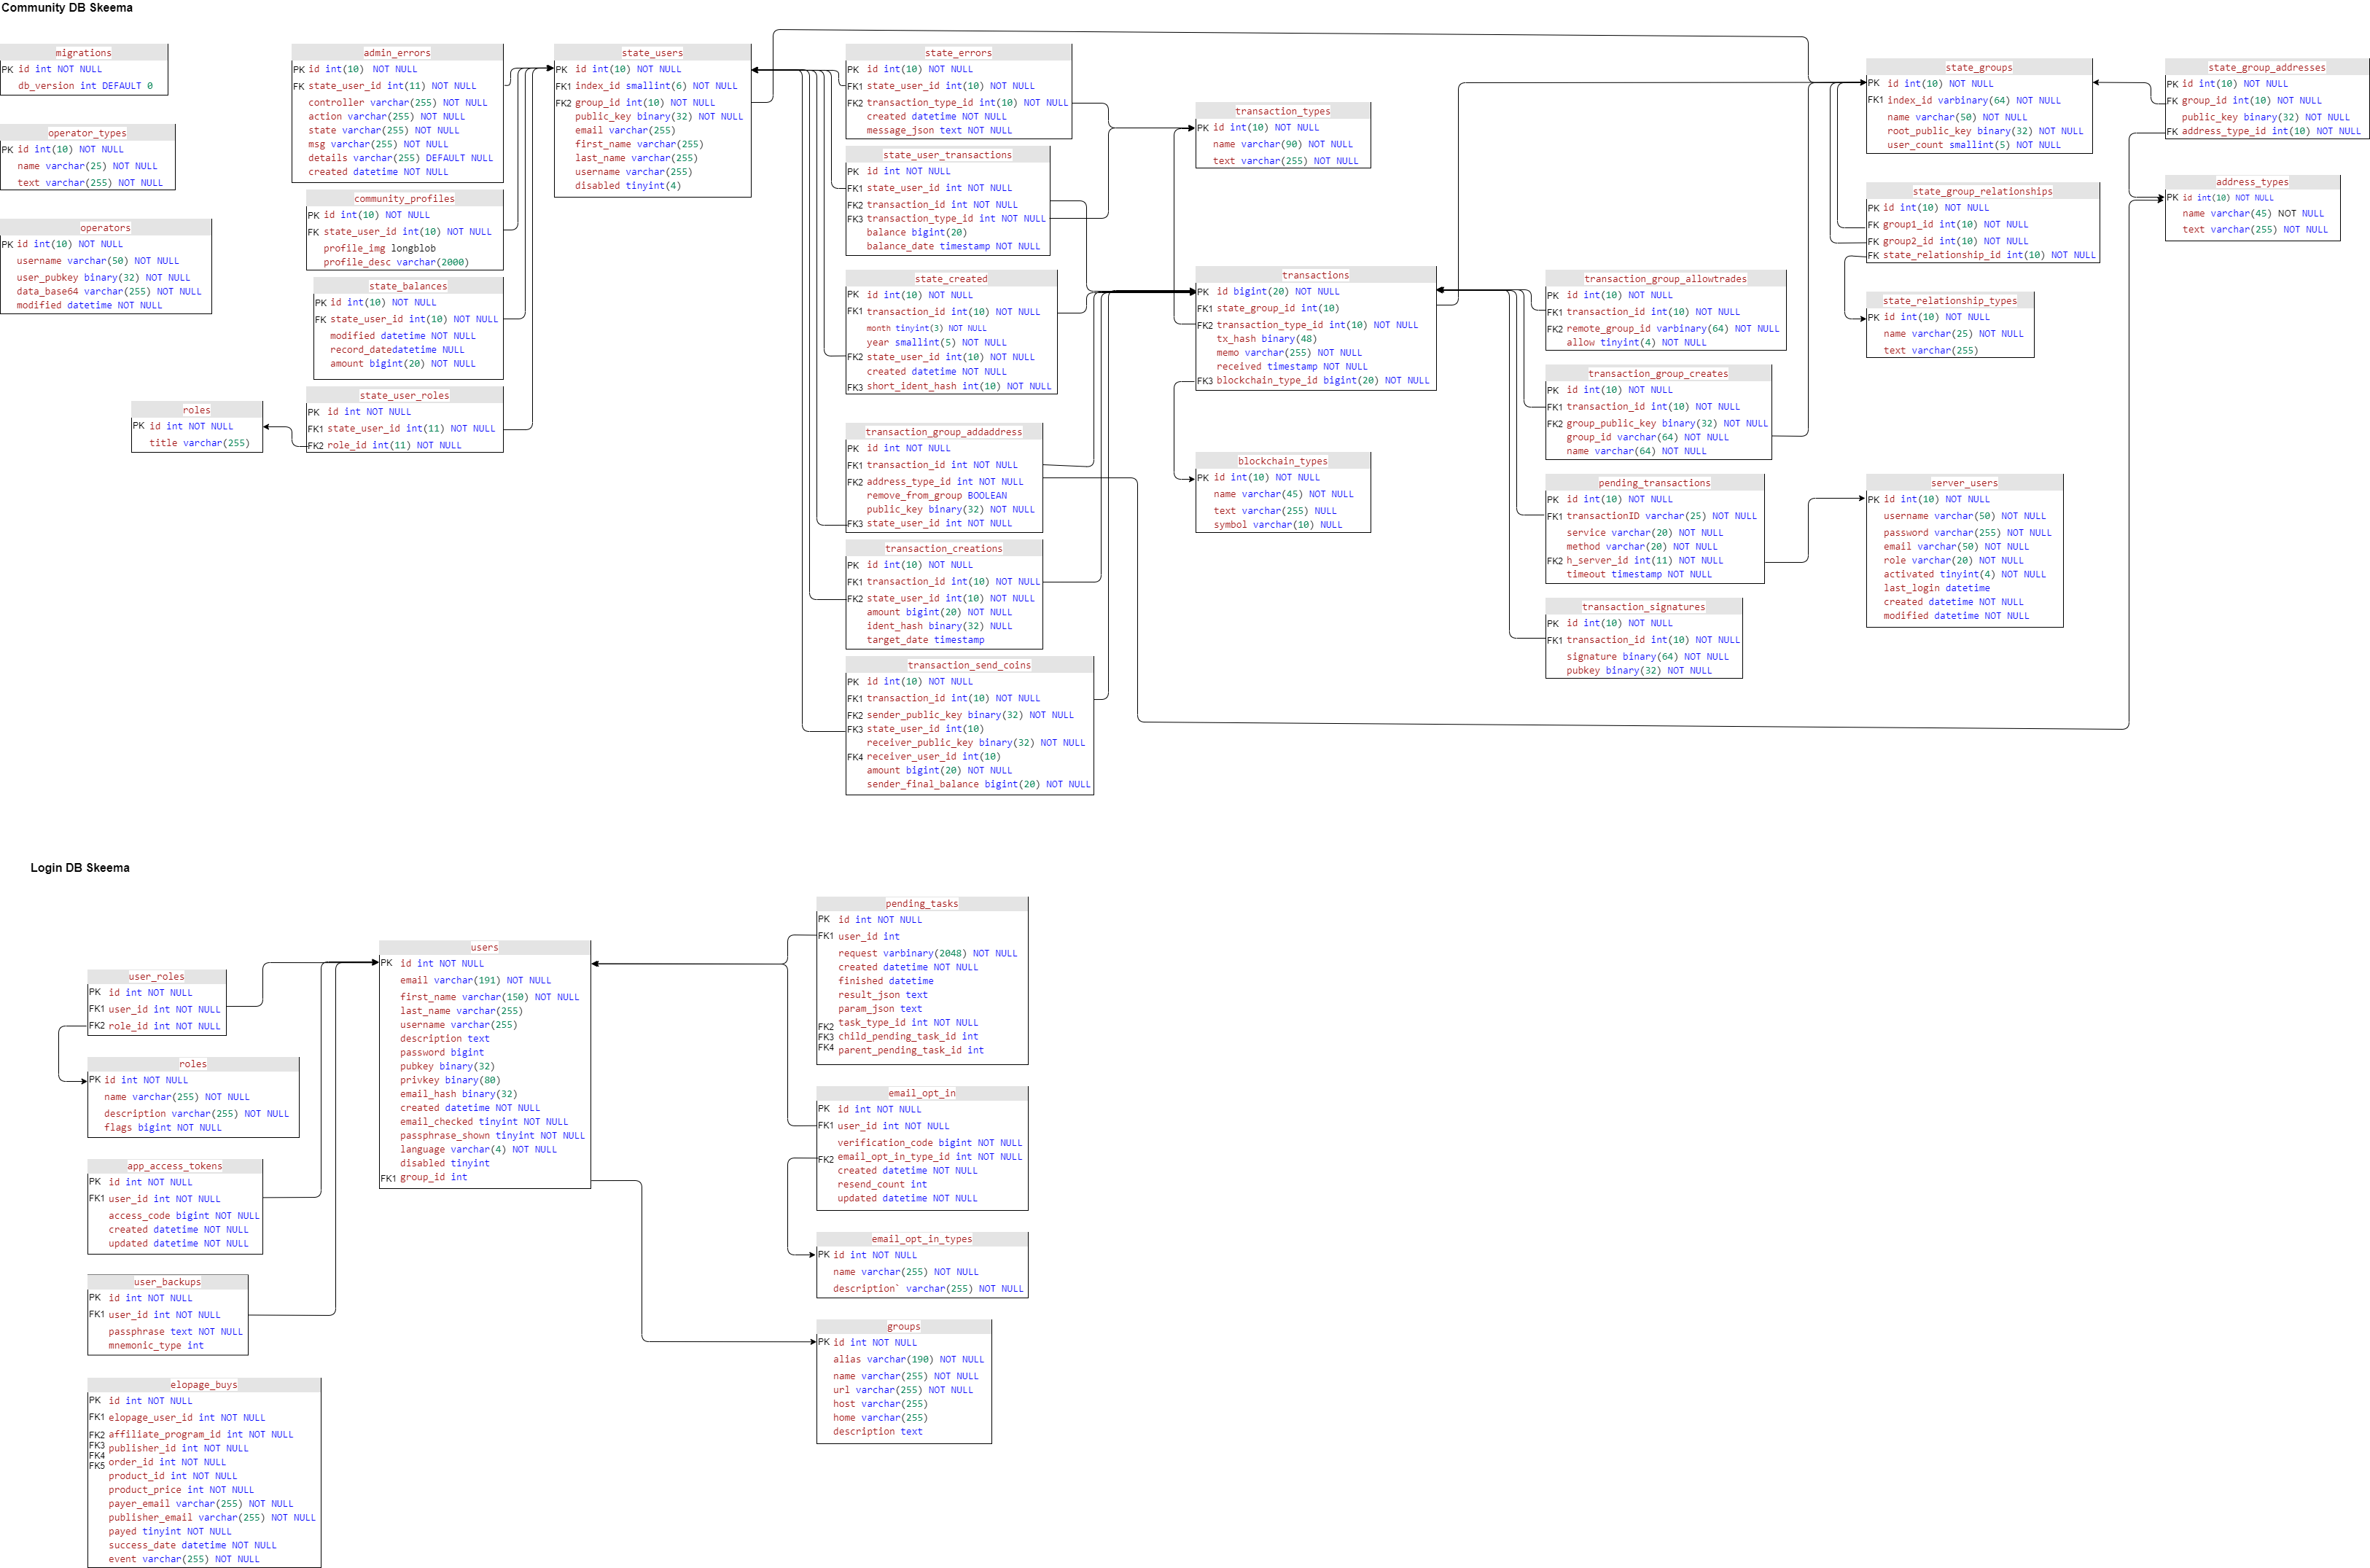 Community DB Skeema
migrations
PK id int NOT NULL
db_version int DEFAULT 0
operator_types
PK id int(10) NOT NULL
name varchar(25) NOT NULL
text varchar(255) NOT NULL
operators
PK id int(10) NOT NULL
username varchar(50) NOT NULL
user_pubkey binary(32) NOT NULL
data_base64 varchar(255) NOT NULL
modified datetime NOT NULL
admin_errors
PK id int(10) NOT NULL
FK state_user_id int(11) NOT NULL
controller varchar(255) NOT NULL
action varchar(255) NOT NULL
state varchar(255) NOT NULL
msg varchar(255) NOT NULL
details varchar(255) DEFAULT NULL
created datetime NOT NULL
community_profiles
PK id int(10) NOT NULL
FK state_user_id int(10) NOT NULL
profile_img longblob
profile_desc varchar(2000)
state_balances
PK id int(10) NOT NULL
FK state_user_id int(10) NOT NULL
modified datetime NOT NULL
record_datedatetime NULL
amount bigint(20) NOT NULL
roles
PK id int NOT NULL
title varchar(255)
state_user_roles
PK id int NOT NULL
FK1 state_user_id int(11) NOT NULL
FK2 role_id int(11) NOT NULL
state_users
PK id int(10) NOT NULL
FK1 index_id smallint(6) NOT NULL
FK2 group_id int(10) NOT NULL
public_key binary(32) NOT NULL
email varchar(255)
first_name varchar(255)
last_name varchar(255)
username varchar(255)
disabled tinyint(4)
state_errors
PK id int(10) NOT NULL
FK1 state_user_id int(10) NOT NULL
FK2 transaction_type_id int(10) NOT NULL
created datetime NOT NULL
message_json text NOT NULL
state_user_transactions
PK id int NOT NULL
FK1 state_user_id int NOT NULL
FK2 transaction_id int NOT NULL
FK3 transaction_type_id int NOT NULL
balance bigint(20)
balance_date timestamp NOT NULL
state_created
PK id int(10) NOT NULL
FK1 transaction_id int(10) NOT NULL
month tinyint(3) NOT NULL
year smallint(5) NOT NULL
FK2 state_user_id int(10) NOT NULL
created datetime NOT NULL
FK3 short_ident_hash int(10) NOT NULL
transaction_group_addaddress
PK id int NOT NULL
FK1 transaction_id int NOT NULL
FK2 address_type_id int NOT NULL
remove_from_group BOOLEAN
public_key binary(32) NOT NULL
FK3 state_user_id int NOT NULL
transaction_creations
PK id int(10) NOT NULL
FK1 transaction_id int(10) NOT NULL
FK2 state_user_id int(10) NOT NULL
amount bigint(20) NOT NULL
ident_hash binary(32) NULL
target_date timestamp
transaction_send_coins
PK id int(10) NOT NULL
FK1 transaction_id int(10) NOT NULL
FK2 sender_public_key binary(32) NOT NULL
FK3 state_user_id int(10)
receiver_public_key binary(32) NOT NULL
FK4 receiver_user_id int(10)
amount bigint(20) NOT NULL
sender_final_balance bigint(20) NOT NULL
transaction_types
PK id int(10) NOT NULL
name varchar(90) NOT NULL
text varchar(255) NOT NULL
transactions
PK id bigint(20) NOT NULL
FK1 state_group_id int(10)
FK2 transaction_type_id int(10) NOT NULL
tx_hash binary(48)
memo varchar(255) NOT NULL
received timestamp NOT NULL
FK3 blockchain_type_id bigint(20) NOT NULL
blockchain_types
PK id int(10) NOT NULL
name varchar(45) NOT NULL
text varchar(255) NULL
symbol varchar(10) NULL
transaction_group_allowtrades
PK id int(10) NOT NULL
FK1 transaction_id int(10) NOT NULL
FK2 remote_group_id varbinary(64) NOT NULL
allow tinyint(4) NOT NULL
transaction_group_creates
PK id int(10) NOT NULL
FK1 transaction_id int(10) NOT NULL
FK2 group_public_key binary(32) NOT NULL
group_id varchar(64) NOT NULL
name varchar(64) NOT NULL
pending_transactions
PK id int(10) NOT NULL
FK1 transactionID varchar(25) NOT NULL
service varchar(20) NOT NULL
method varchar(20) NOT NULL
FK2 h_server_id int(11) NOT NULL
timeout timestamp NOT NULL
transaction_signatures
PK id int(10) NOT NULL
FK1 transaction_id int(10) NOT NULL
signature binary(64) NOT NULL
pubkey binary(32) NOT NULL
state_groups
PK id int(10) NOT NULL
FK1 index_id varbinary(64) NOT NULL
name varchar(50) NOT NULL
root_public_key binary(32) NOT NULL
user_count smallint(5) NOT NULL
state_group_relationships
PK id int(10) NOT NULL
FK group1_id int(10) NOT NULL
FK group2_id int(10) NOT NULL
FK state_relationship_id int(10) NOT NULL
state_relationship_types
PK id int(10) NOT NULL
name varchar(25) NOT NULL
text varchar(255)
server_users
PK id int(10) NOT NULL
username varchar(50) NOT NULL
password varchar(255) NOT NULL
email varchar(50) NOT NULL
role varchar(20) NOT NULL
activated tinyint(4) NOT NULL
last_login datetime
created datetime NOT NULL
modified datetime NOT NULL
state_group_addresses
PK id int(10) NOT NULL
FK group_id int(10) NOT NULL
public_key binary(32) NOT NULL
FK address_type_id int(10) NOT NULL
address_types
PK id int(10) NOT NULL
name varchar(45) NOT NULL
text varchar(255) NOT NULL
Login DB Skeema
user_roles
PK id int NOT NULL
FK1 user_id int NOT NULL
FK2 role_id int NOT NULL
roles
PK id int NOT NULL
name varchar(255) NOT NULL
description varchar(255) NOT NULL
flags bigint NOT NULL
app_access_tokens
PK id int NOT NULL
FK1 user_id int NOT NULL
access_code bigint NOT NULL
created datetime NOT NULL
updated datetime NOT NULL
user_backups
PK id int NOT NULL
FK1 user_id int NOT NULL
passphrase text NOT NULL
mnemonic_type int
elopage_buys
PK id int NOT NULL
FK1 elopage_user_id int NOT NULL
FK2 affiliate_program_id int NOT NULL
FK3 publisher_id int NOT NULL
FK4 order_id int NOT NULL
FK5 product_id int NOT NULL
product_price int NOT NULL
payer_email varchar(255) NOT NULL
publisher_email varchar(255) NOT NULL
payed tinyint NOT NULL
success_date datetime NOT NULL
event varchar(255) NOT NULL
users
PK id int NOT NULL
email varchar(191) NOT NULL
first_name varchar(150) NOT NULL
last_name varchar(255)
username varchar(255)
description text
password bigint
pubkey binary(32)
privkey binary(80)
email_hash binary(32)
created datetime NOT NULL
email_checked tinyint NOT NULL
passphrase_shown tinyint NOT NULL
language varchar(4) NOT NULL
disabled tinyint
FK1 group_id int
pending_tasks
PK id int NOT NULL
FK1 user_id int
request varbinary(2048) NOT NULL
created datetime NOT NULL
finished datetime
result_json text
param_json text
FK2 task_type_id int NOT NULL
FK3 child_pending_task_id int
FK4 parent_pending_task_id int
email_opt_in
PK id int NOT NULL
FK1 user_id int NOT NULL
verification_code bigint NOT NULL
FK2 email_opt_in_type_id int NOT NULL
created datetime NOT NULL
resend_count int
updated datetime NOT NULL
email_opt_in_types
PK id int NOT NULL
name varchar(255) NOT NULL
description` varchar(255) NOT NULL
groups
PK id int NOT NULL
alias varchar(190) NOT NULL
name varchar(255) NOT NULL
url varchar(255) NOT NULL
host varchar(255)
home varchar(255)
description text